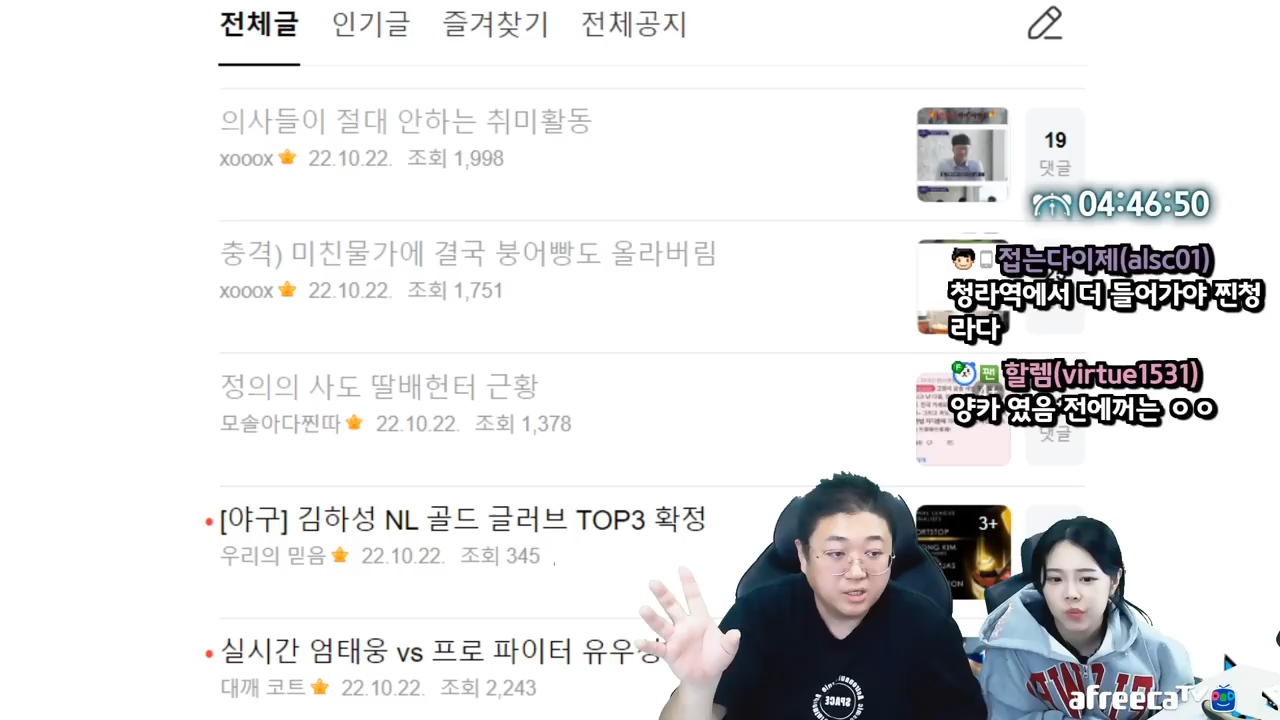 전체글 인기글 즐겨찾기 전체공지
의사들이 절대 안하는 취미활동
xooox 22.10.22. 조회 1,998
19
댓글
04:46:50
충격) 미친물가에 결국 붕어빵도 올라버림
xooox 22.10.22. 조회 1,751
접는다이제(alsc01)
청라역에서 더 들어가야 찐청
라다
정의의 사도 딸배헌터 근황
모솔아다찐따 22.10.22. 조회 1,378
팬 할렘(virtue1531)
양카 였음 전에꺼는 ㅇㅇ
댓글
[야구] 김하성 NL 골드 글러브 TOP3 확정
우리의 믿음 22.10.22. 조회 345
3+
실시간 엄태웅 vs 프로 파이터
대깨 코트 22.10.22. 조회 2,243
SPACE
afreecaTV